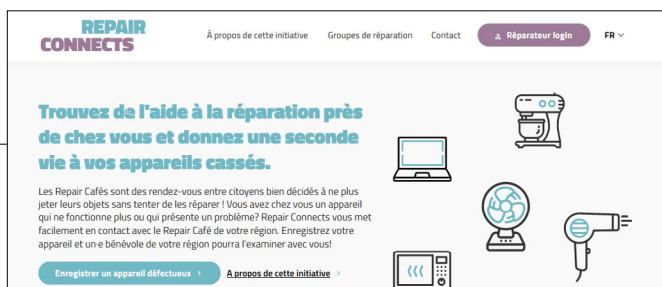 REPAIR
CONNECTS
À propos de cette initiative Groupes de réparation Contact Réparateur login FR
Trouvez de l'aide à la réparation près
de chez vous et donnez une seconde
vie à vos appareils cassés.
Les Repair Cafés sont des rendez-vous entre citoyens bien décidés à ne plus
jeter leurs objets sans tenter de les réparer ! Vous avez chez vous un appareil
qui ne fonctionne plus ou qui présente un problème? Repair Connects vous met
facilement en contact avec le Repair Café de votre région. Enregistrez votre
appareil et un·e bénévole de votre région pourra l'examiner avec vous!
Enregistrer un appareil défectueux › A propos de cette initiative ›